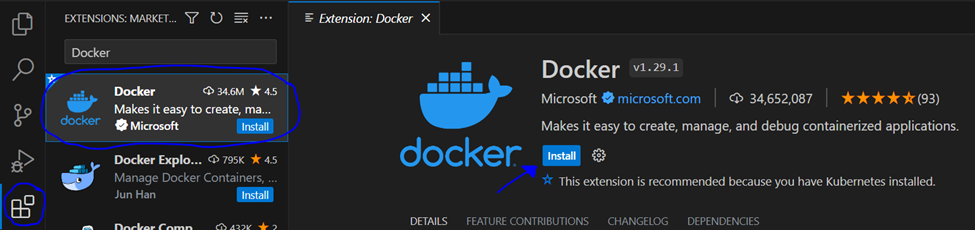 EXTENSIONS: MARKET...
Docker
Docker 34.6M ★ 4.5
Makes it easy to create, ma...
Microsoft Install
docker
Docker Explo... 795K ★ 4.5
Manage Docker Containers, ...
Jun Han Install
Docker Comp... 432K ★ 2
Extension: Docker
Docker v1.29.1
Microsoft microsoft.com 34,652,087 (93)
Makes it easy to create, manage, and debug containerized applications.
docker
Install
This extension is recommended because you have Kubernetes installed.
DETAILS FEATURE CONTRIBUTIONS CHANGELOG DEPENDENCIES